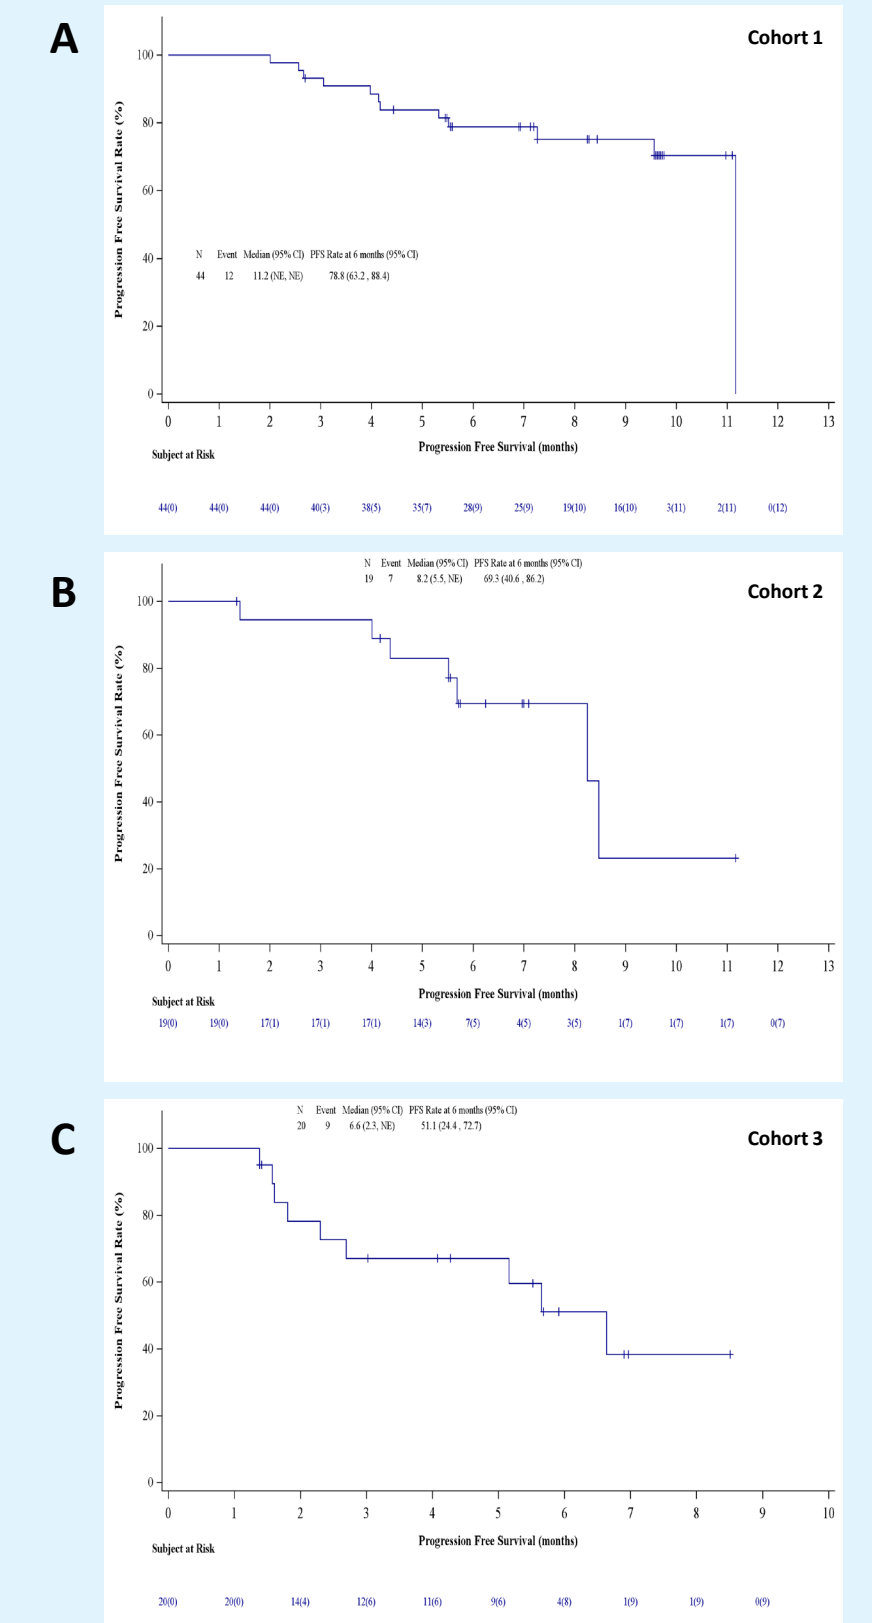 A
Cohort 1
Progression Free Survival Rate (%)
100
80
60
40
20
0
N Event Median (95% CI) PFS Rate at 6 months (95% CI)
44 12 11.2 (NE, NE) 78.8 (63.2 , 88.4)
0 1 2 3 4 5 6 7 8 9 10 11 12 13
Progression Free Survival (months)
Subject at Risk
44(0) 44(0) 44(0) 40(3) 38(5) 35(7) 28(9) 25(9) 19(10) 16(10) 3(11) 2(11) 0(12)
B
N Event Median (95% CI) PFS Rate at 6 months (95% CI)
19 7 8.2 (5.5, NE) 69.3 (40.6 , 86.2)
Cohort 2
Progression Free Survival Rate (%)
100
80
60
40
20
0
0 1 2 3 4 5 6 7 8 9 10 11 12 13
Progression Free Survival (months)
Subject at Risk
19(0) 19(0) 17(1) 17(1) 17(1) 14(3) 7(5) 4(5) 3(5) 1(7) 1(7) 1(7) 0(7)
C
N Event Median (95% CI) PFS Rate at 6 months (95% CI)
20 9 6.6 (2.3, NE) 51.1 (24.4 , 72.7)
Cohort 3
Progression Free Survival Rate (%)
100
80
60
40
20
0
0 1 2 3 4 5 6 7 8 9 10
Progression Free Survival (months)
Subject at Risk
20(0) 20(0) 14(4) 12(6) 11(6) 9(6) 4(8) 1(9) 1(9) 0(9)